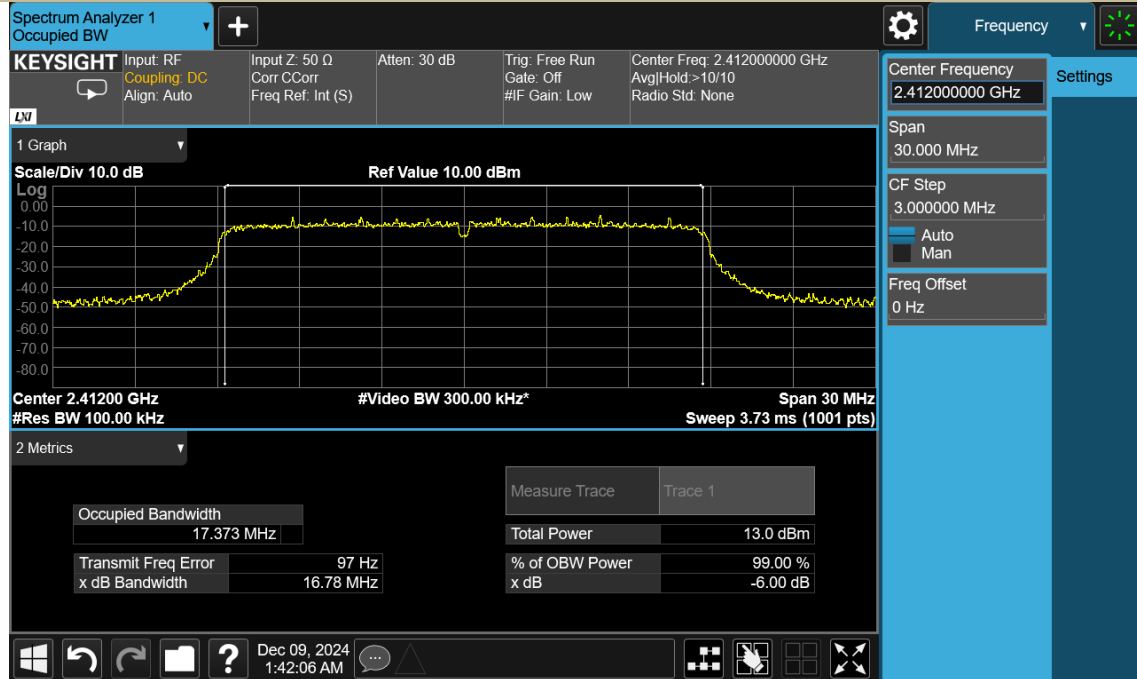 Spectrum Analyzer 1
Occupied BW
Frequency
KEYSIGHT
Input: RF
Coupling: DC
Align: Auto
Input Z: 50 Ω
Corr CCorr
Freq Ref: Int (S)
Atten: 30 dB
Trig: Free Run
Gate: Off
#IF Gain: Low
Center Freq: 2.412000000 GHz
Avg|Hold:>10/10
Radio Std: None
LXI
Center Frequency
2.412000000 GHz
Settings
Span
30.000 MHz
CF Step
3.000000 MHz
Auto
Man
Freq Offset
0 Hz
1 Graph
Scale/Div 10.0 dB
Ref Value 10.00 dBm
Log
0.00
-10.0
-20.0
-30.0
-40.0
-50.0
-60.0
-70.0
-80.0
Center 2.41200 GHz
#Video BW 300.00 kHz*
Span 30 MHz
#Res BW 100.00 kHz
Sweep 3.73 ms (1001 pts)
2 Metrics
Measure Trace
Trace 1
Occupied Bandwidth
17.373 MHz
Total Power
13.0 dBm
Transmit Freq Error
97 Hz
% of OBW Power
99.00 %
x dB Bandwidth
16.78 MHz
x dB
-6.00 dB
?
Dec 09, 2024
1:42:06 AM